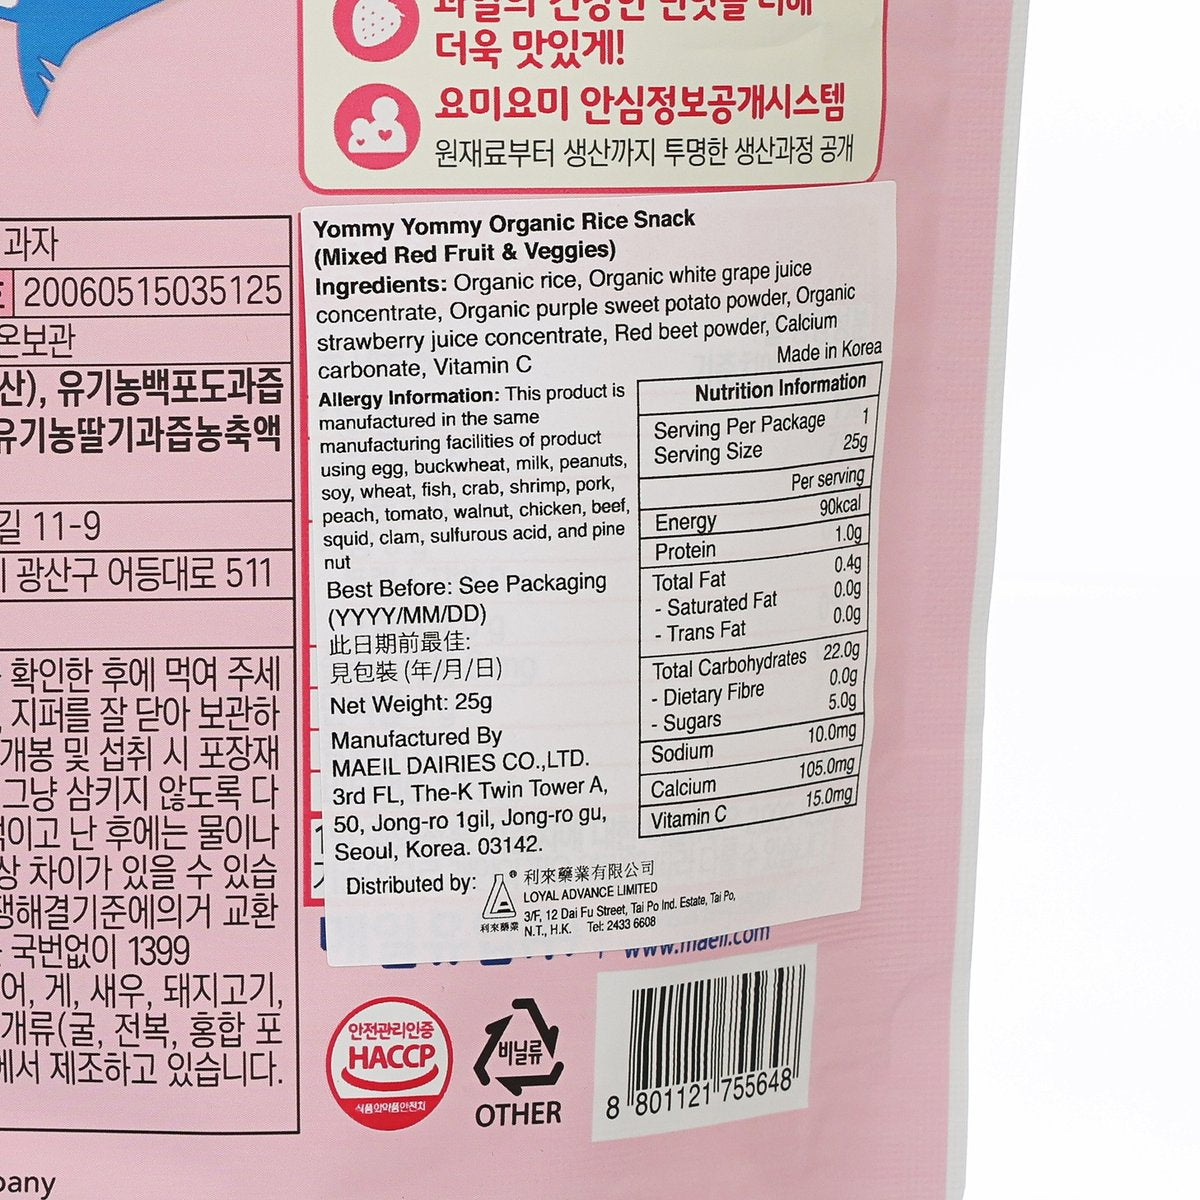 더욱 맛있게!
요미요미 안심정보공개시스템
원재료부터 생산까지 투명한 생산과정 공개
과자
20060515035125
온보관
산), 유기농백포도과즙
유기농딸기과즙농축액
길 11-9
광산구 어등대로 511
확인한 후에 먹여 주세
, 지퍼를 잘 닫아 보관하
개봉 및 섭취 시 포장재
그냥 삼키지 않도록 다
먹이고 난 후에는 물이나
상 차이가 있을 수 있습
쟁해결기준에의거 교환
국번없이 1399
어, 게, 새우, 돼지고기,
개류(굴, 전복, 홍합 포
에서 제조하고 있습니다.
pany
Yommy Yommy Organic Rice Snack
(Mixed Red Fruit & Veggies)
Ingredients: Organic rice, Organic white grape juice
concentrate, Organic purple sweet potato powder, Organic
strawberry juice concentrate, Red beet powder, Calcium
carbonate, Vitamin C
Made in Korea
Allergy Information: This product is
manufactured in the same
manufacturing facilities of product
using egg, buckwheat, milk, peanuts,
soy, wheat, fish, crab, shrimp, pork,
peach, tomato, walnut, chicken, beef,
squid, clam, sulfurous acid, and pine
nut
Best Before: See Packaging
(YYYY/MM/DD)
此日期前最佳:
見包裝 (年/月/日)
Net Weight: 25g
Manufactured By
MAEIL DAIRIES CO.,LTD.
3rd FL, The-K Twin Tower A,
50, Jong-ro 1gil, Jong-ro gu,
Seoul, Korea. 03142.
Nutrition Information
Serving Per Package 1
Serving Size 25g
Per serving
Energy 90kcal
Protein 1.0g
Total Fat 0.4g
- Saturated Fat 0.0g
- Trans Fat 0.0g
Total Carbohydrates 22.0g
- Dietary Fibre 0.0g
- Sugars 5.0g
Sodium 10.0mg
Calcium 105.0mg
Vitamin C 15.0mg
Distributed by:
利來藥業
利來藥業有限公司
LOYAL ADVANCE LIMITED
3/F, 12 Dai Fu Street, Tai Po Ind. Estate, Tai Po,
N.T., H.K. Tel: 2433 6608
www.maeil.com
안전관리인증
HACCP
식품의약품안전처
비닐류
OTHER
8 801121 755648